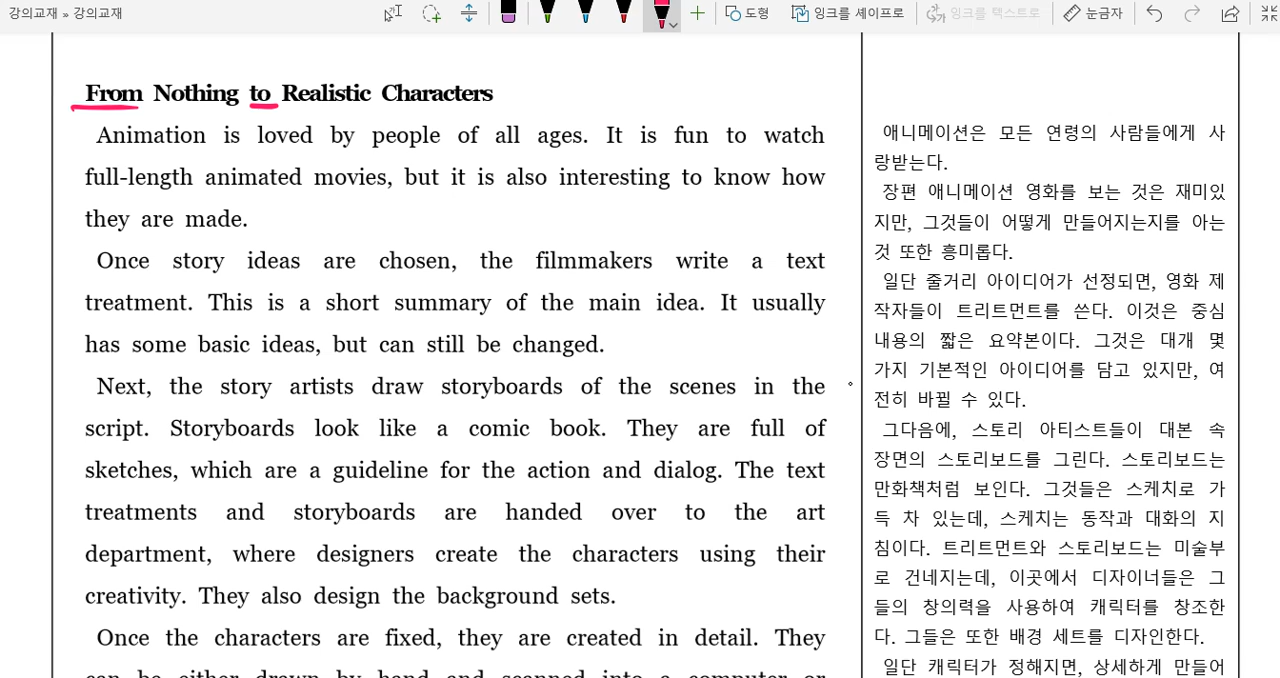 강의교재 » 강의교재
도형
잉크를 셰이프로
잉크를 텍스트로
눈금자
From Nothing to Realistic Characters
Animation is loved by people of all ages. It is fun to watch
full-length animated movies, but it is also interesting to know how
they are made.
Once story ideas are chosen, the filmmakers write a text
treatment. This is a short summary of the main idea. It usually
has some basic ideas, but can still be changed.
Next, the story artists draw storyboards of the scenes in the
script. Storyboards look like a comic book. They are full of
sketches, which are a guideline for the action and dialog. The text
treatments and storyboards are handed over to the art
department, where designers create the characters using their
creativity. They also design the background sets.
Once the characters are fixed, they are created in detail. They
can be either drawn by hand and scanned into a computer or
애니메이션은 모든 연령의 사람들에게 사
랑받는다.
장편 애니메이션 영화를 보는 것은 재미있
지만, 그것들이 어떻게 만들어지는지를 아는
것 또한 흥미롭다.
일단 줄거리 아이디어가 선정되면, 영화 제
작자들이 트리트먼트를 쓴다. 이것은 중심
내용의 짧은 요약본이다. 그것은 대개 몇
가지 기본적인 아이디어를 담고 있지만, 여
전히 바뀔 수 있다.
그다음에, 스토리 아티스트들이 대본 속
장면의 스토리보드를 그린다. 스토리보드는
만화책처럼 보인다. 그것들은 스케치로 가
득 차 있는데, 스케치는 동작과 대화의 지
침이다. 트리트먼트와 스토리보드는 미술부
로 건네지는데, 이곳에서 디자이너들은 그
들의 창의력을 사용하여 캐릭터를 창조한
다. 그들은 또한 배경 세트를 디자인한다.
일단 캐릭터가 정해지면, 상세하게 만들어